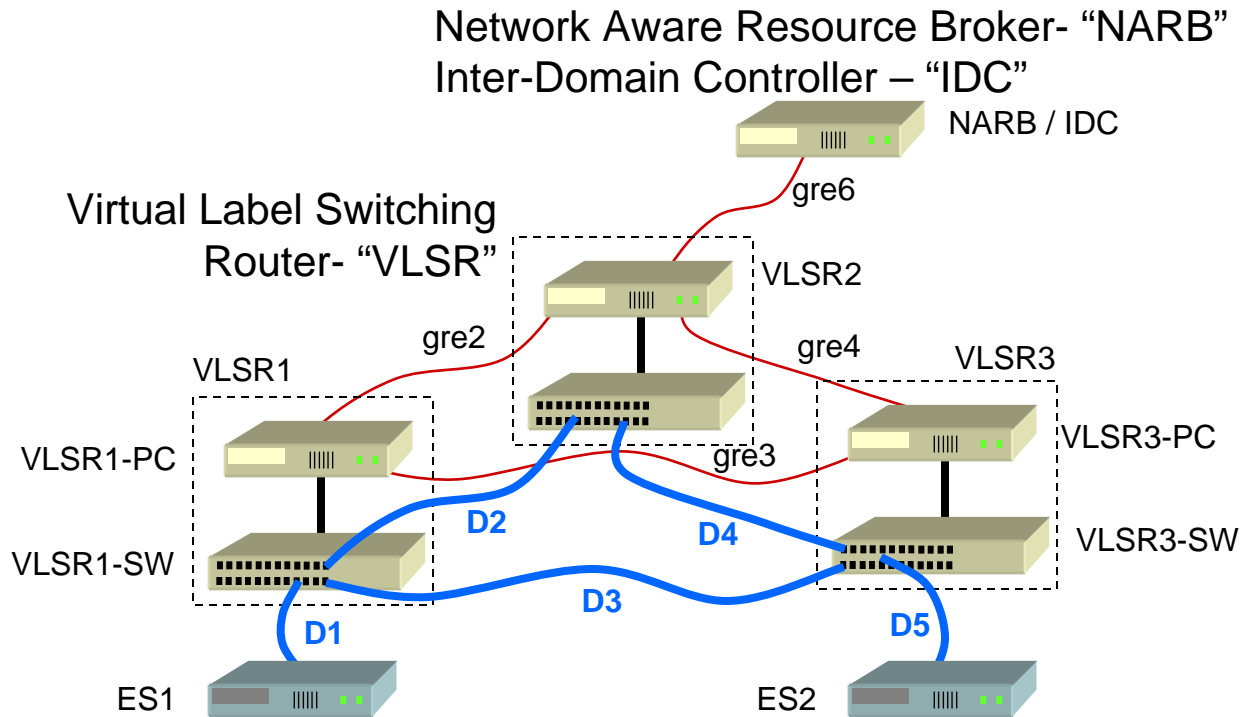 Network Aware Resource Broker- “NARB”
Inter-Domain Controller – “IDC”
NARB / IDC
gre6
Virtual Label Switching
Router- “VLSR”
VLSR2
gre2
gre4
VLSR1
VLSR3
VLSR1-PC
gre3
VLSR3-PC
D2
D4
VLSR1-SW
VLSR3-SW
D3
D1
D5
ES1
ES2